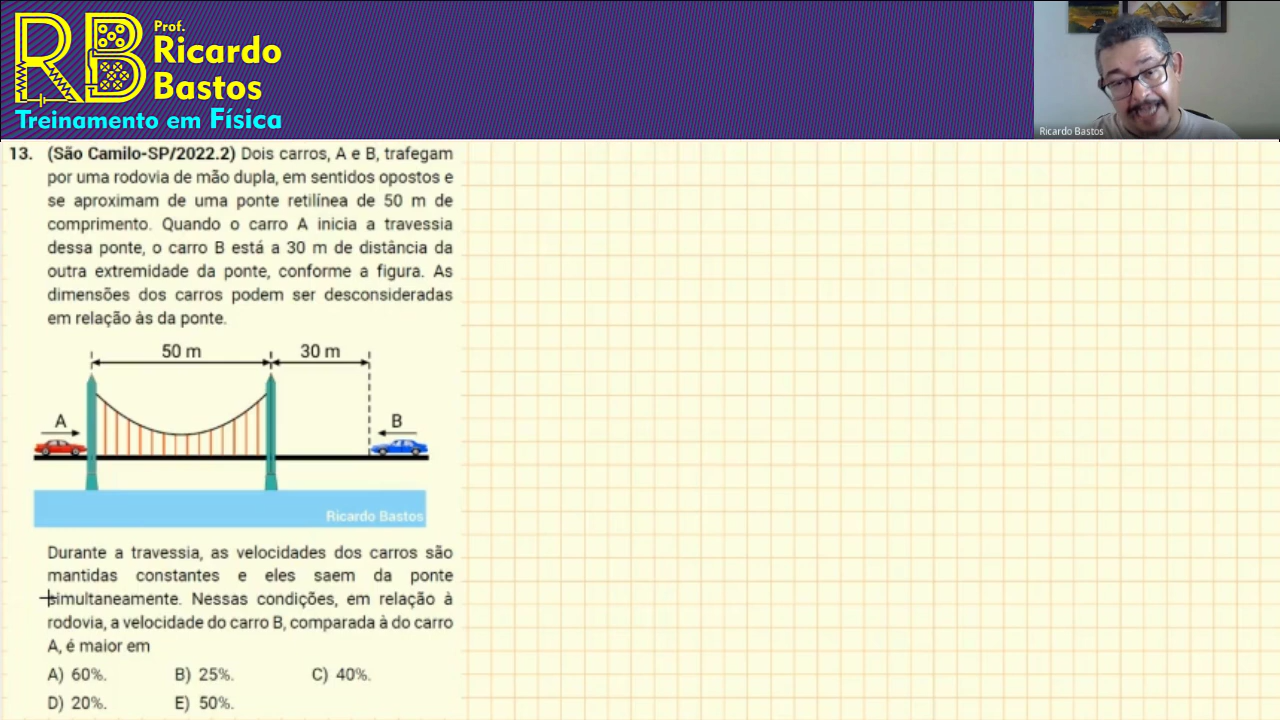 RB
Prof.
Ricardo
Bastos
Treinamento em Física
Ricardo Bastos
13. (São Camilo-SP/2022.2) Dois carros, A e B, trafegam
por uma rodovia de mão dupla, em sentidos opostos e
se aproximam de uma ponte retilínea de 50 m de
comprimento. Quando o carro A inicia a travessia
dessa ponte, o carro B está a 30 m de distância da
outra extremidade da ponte, conforme a figura. As
dimensões dos carros podem ser desconsideradas
em relação às da ponte.
50 m 30 m
A B
Ricardo Bastos
Durante a travessia, as velocidades dos carros são
mantidas constantes e eles saem da ponte
simultaneamente. Nessas condições, em relação à
rodovia, a velocidade do carro B, comparada à do carro
A, é maior em
A) 60%. B) 25%. C) 40%.
D) 20%. E) 50%.